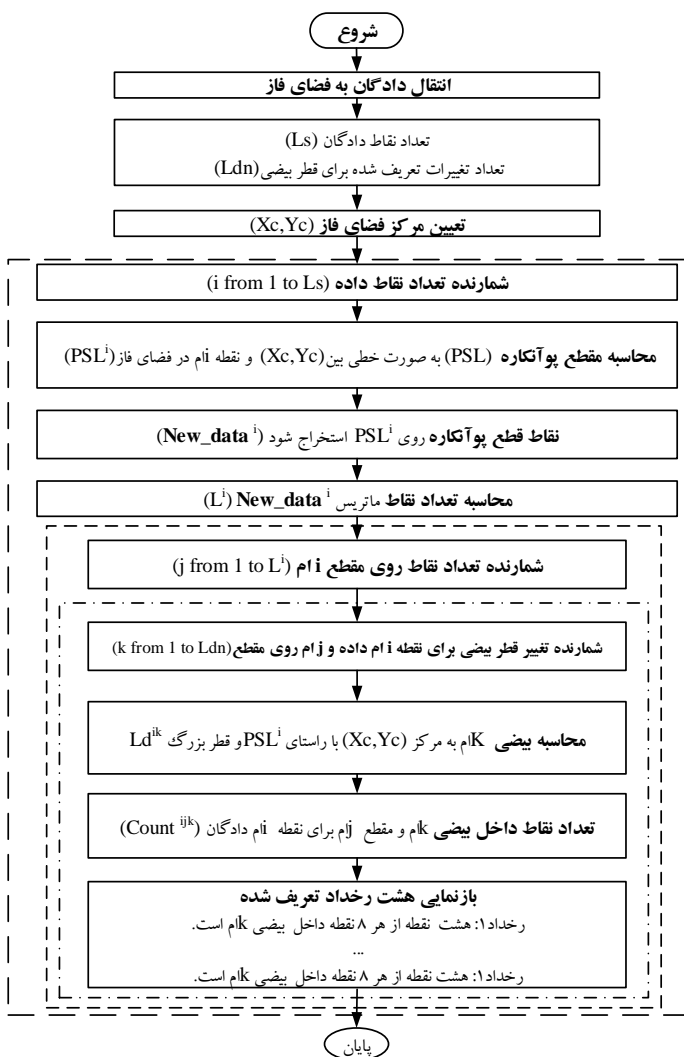 شروع
انتقال دادگان به فضای فاز
تعداد نقاط دادگان (Ls)
تعداد تغییرات تعریف شده برای قطر بیضی(Ldn)
تعیین مرکز فضای فاز (Xc,Yc)
شمارنده تعداد نقاط داده (i from 1 to Ls)
محاسبه مقطع پوآنکاره (PSL) به صورت خطی بین(Xc,Yc) و نقطه iام در فضای فاز(PSLⁱ)
نقاط قطع پوآنکاره روی PSLⁱ استخراج شود (New_data ⁱ)
محاسبه تعداد نقاط ماتریس New_data ⁱ (Lⁱ)
شمارنده تعداد نقاط روی مقطع i ام (j from 1 to Lⁱ)
شمارنده تغییر قطر بیضی برای نقطه i ام داده و j ام روی مقطع(k from 1 to Ldn)
محاسبه بیضی Kام به مرکز (Xc,Yc) با راستای PSLⁱو قطر بزرگ Ldⁱᵏ
تعداد نقاط داخل بیضی kام و مقطع jام برای نقطه iام دادگان (Count ⁱʲᵏ)
بازنمایی هشت رخداد تعریف شده
رخداد۱: هشت نقطه از هر ۸ نقطه داخل بیضی kام است.
...
رخداد۱: هشت نقطه از هر ۸ نقطه داخل بیضی kام است.
پایان